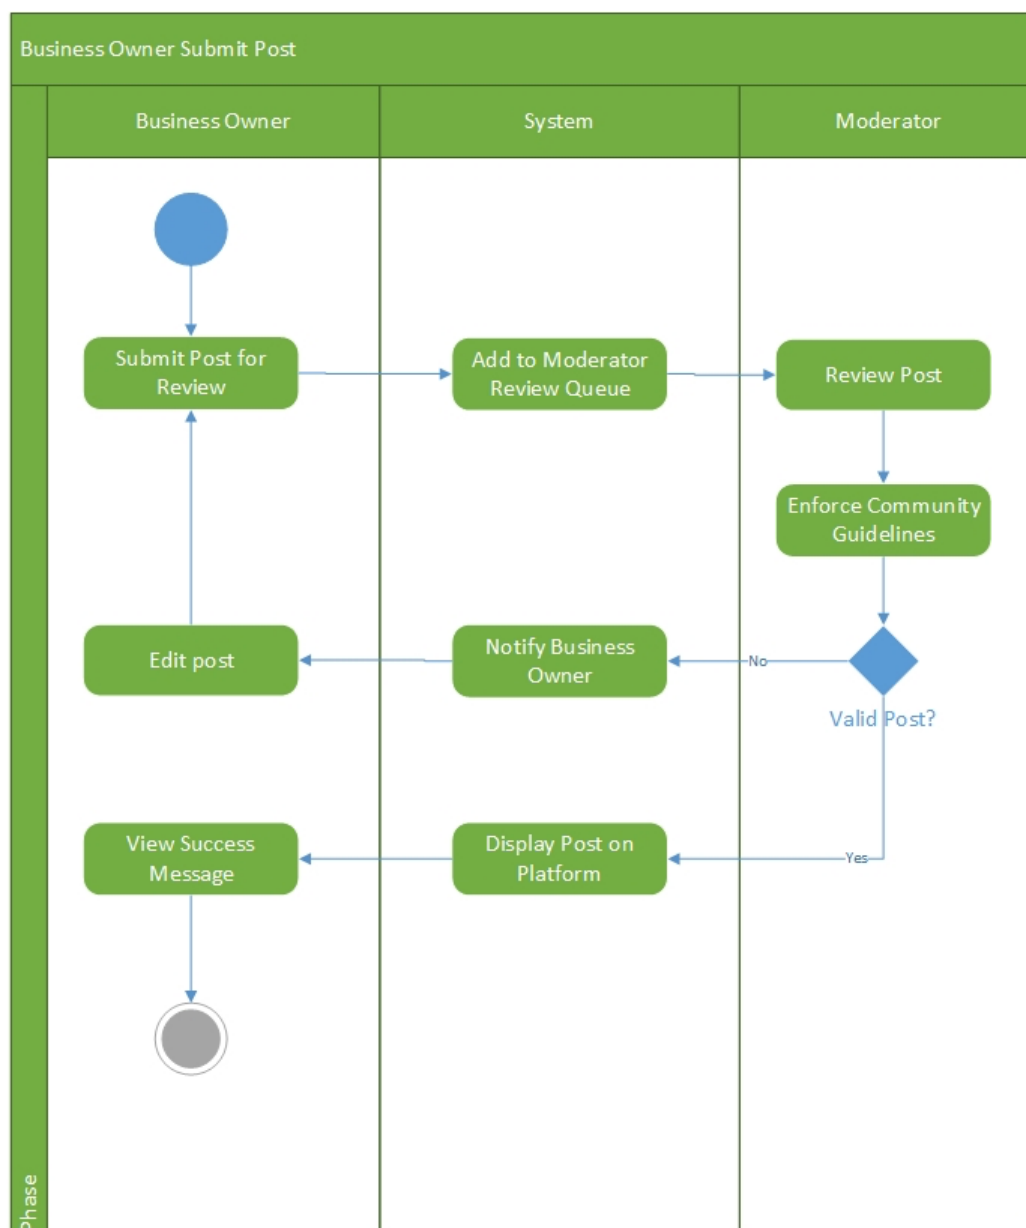 Business Owner Submit Post
Business Owner
System
Moderator
Submit Post for
Review
Add to Moderator
Review Queue
Review Post
Enforce Community
Guidelines
Edit post
Notify Business
Owner
No
Valid Post?
View Success
Message
Display Post on
Platform
Yes
Phase